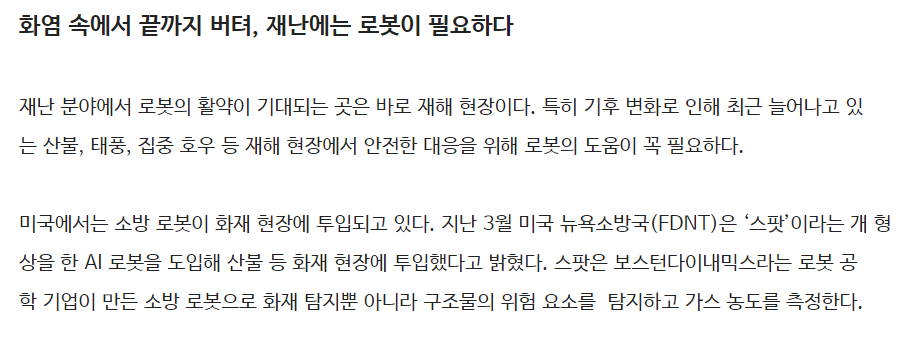 화염 속에서 끝까지 버텨, 재난에는 로봇이 필요하다
재난 분야에서 로봇의 활약이 기대되는 곳은 바로 재해 현장이다. 특히 기후 변화로 인해 최근 늘어나고 있
는 산불, 태풍, 집중 호우 등 재해 현장에서 안전한 대응을 위해 로봇의 도움이 꼭 필요하다.
미국에서는 소방 로봇이 화재 현장에 투입되고 있다. 지난 3월 미국 뉴욕소방국(FDNT)은 ‘스팟’이라는 개 형
상을 한 AI 로봇을 도입해 산불 등 화재 현장에 투입했다고 밝혔다. 스팟은 보스턴다이내믹스라는 로봇 공
학 기업이 만든 소방 로봇으로 화재 탐지뿐 아니라 구조물의 위험 요소를  탐지하고 가스 농도를 측정한다.